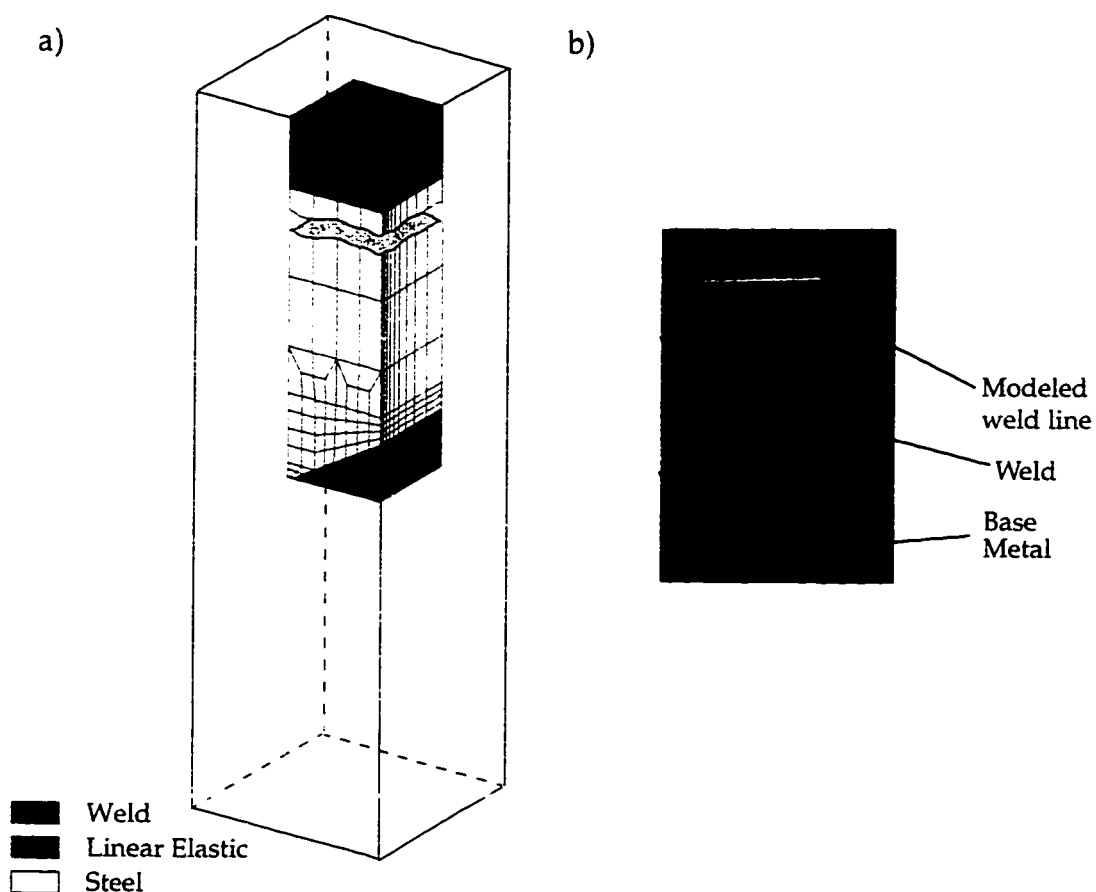 a)
b)
Modeled
weld line
Weld
Base
Metal
Weld
Linear Elastic
Steel